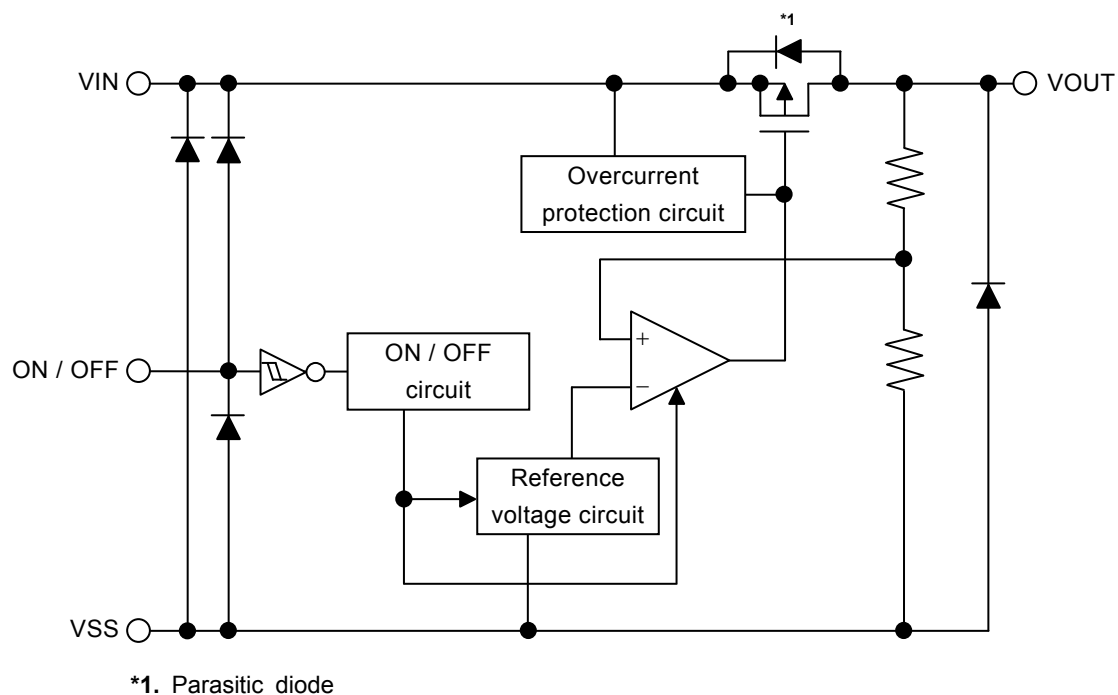 *1
VIN
VOUT
Overcurrent
protection circuit
ON / OFF
ON / OFF
circuit
+
−
Reference
voltage circuit
VSS
*1. Parasitic diode